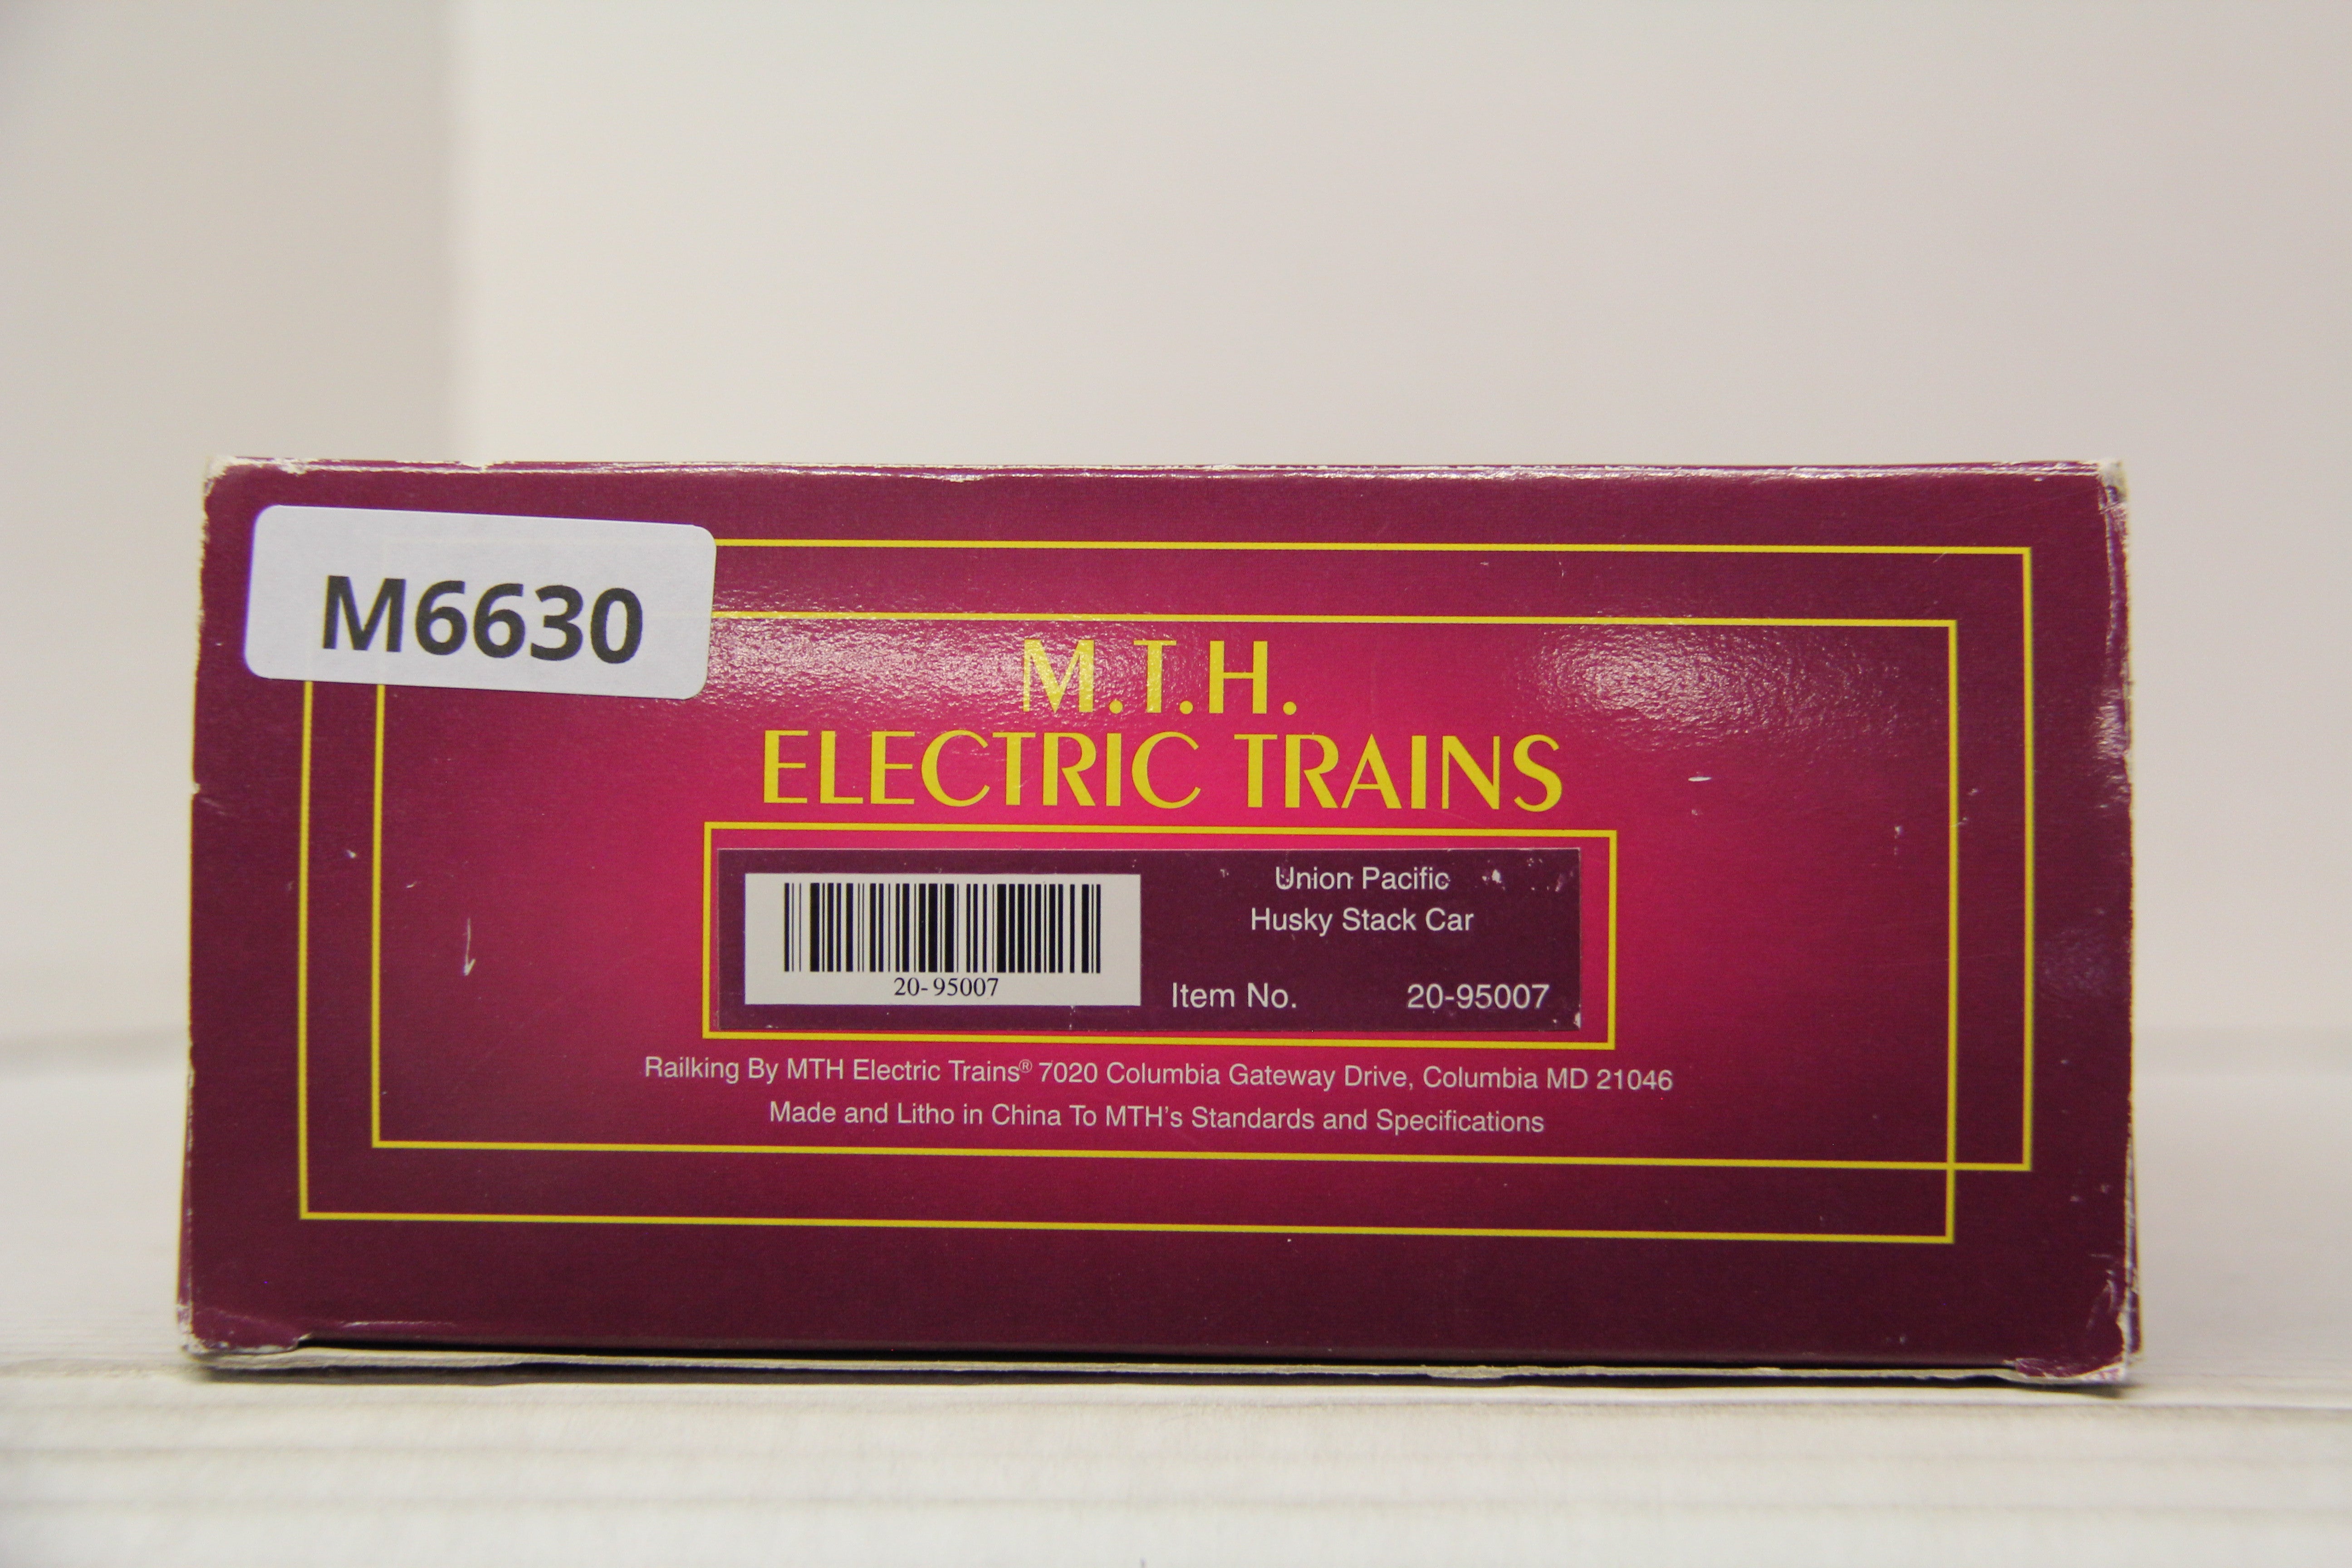 M6630
M.T.H.
ELECTRIC TRAINS
Union Pacific
Husky Stack Car
20-95007
Item No. 20-95007
Railking By MTH Electric Trains® 7020 Columbia Gateway Drive, Columbia MD 21046
Made and Litho in China To MTH's Standards and Specifications